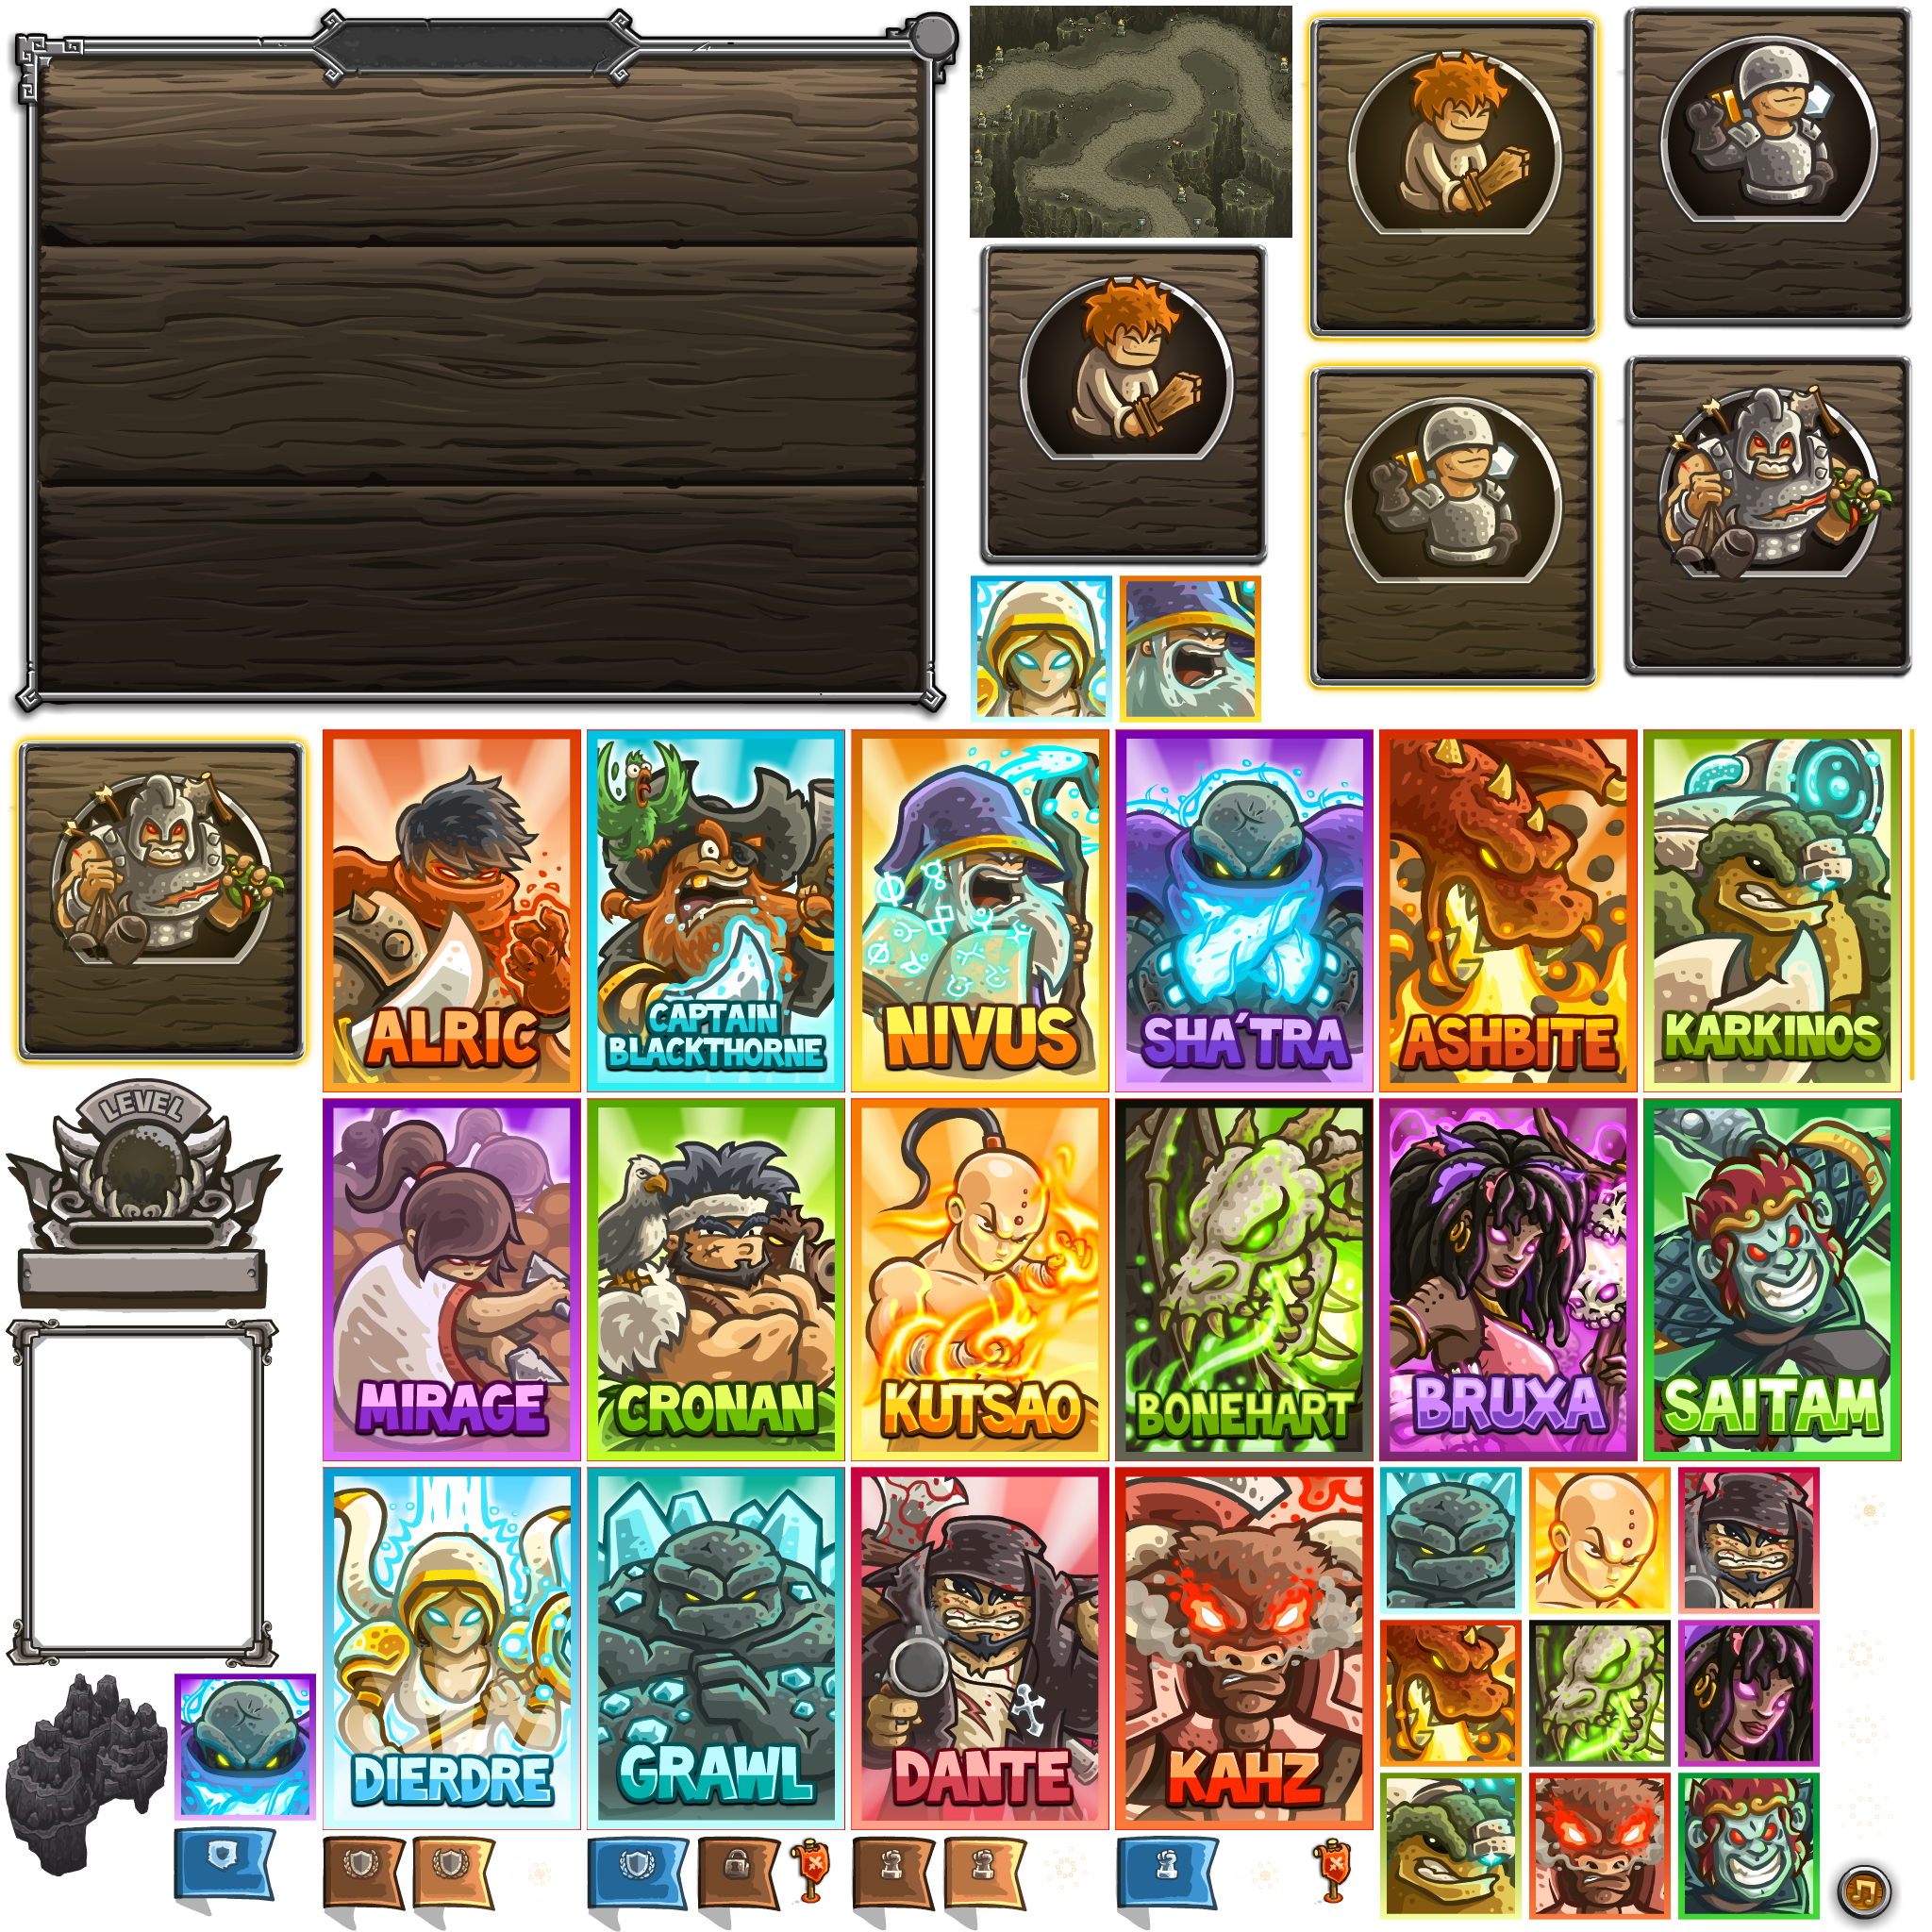 ALRIC
CAPTAIN
BLACKTHORNE
NIVUS
SHA'TRA
ASHBITE
KARKINOS
LEVEL
MIRAGE
CRONAN
KUTSAO
BONEHART
BRUXA
SAITAM
DIERDRE
GRAWL
DANTE
KAHZ